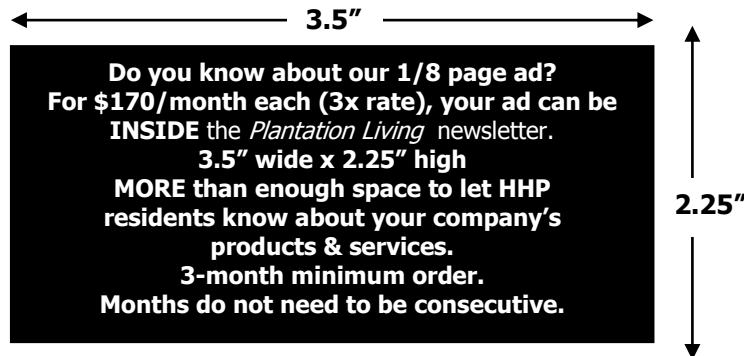 3.5″
Do you know about our 1/8 page ad?
For $170/month each (3x rate), your ad can be
INSIDE the Plantation Living newsletter.
3.5″ wide x 2.25″ high
MORE than enough space to let HHP
residents know about your company’s
products & services.
3-month minimum order.
Months do not need to be consecutive.
2.25″